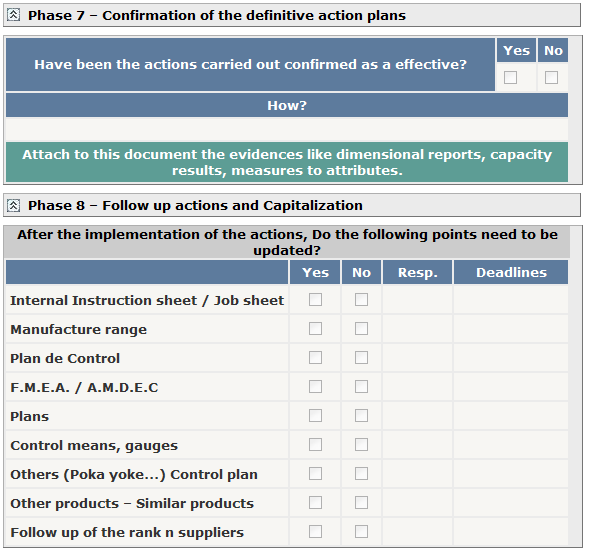 Phase 7 – Confirmation of the definitive action plans
Have been the actions carried out confirmed as a effective?
Yes No
How?
Attach to this document the evidences like dimensional reports, capacity
results, measures to attributes.
Phase 8 – Follow up actions and Capitalization
After the implementation of the actions, Do the following points need to be
updated?
Yes No Resp. Deadlines
Internal Instruction sheet / Job sheet
Manufacture range
Plan de Control
F.M.E.A. / A.M.D.E.C
Plans
Control means, gauges
Others (Poka yoke...) Control plan
Other products – Similar products
Follow up of the rank n suppliers